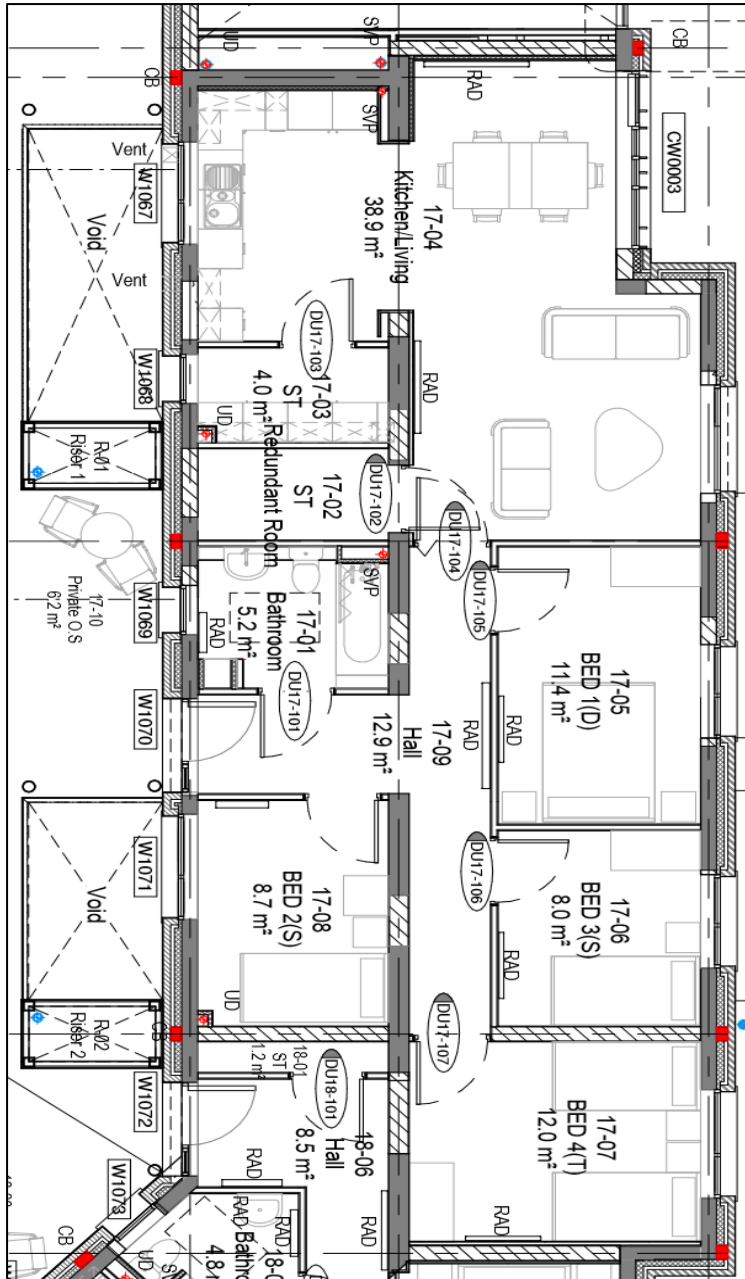 UD
SVP
CB
RAD
CB
CW0003
SVP
Vent
W1067
Void
Vent
17-04
Kitchen/Living
38.9 m²
DU17-103
W1068
17-03
ST
4.0 m²
RAD
UD
R-01
Riser 1
Redundant Room
17-02
ST
DU17-102
DU17-104
DU17-105
17-10
Private O.S
6.2 m²
W1069
SVP
17-01
Bathroom
5.2 m²
RAD
DU17-101
17-05
BED 1(D)
11.4 m²
RAD
RAD
W1070
17-09
Hall
12.9 m²
W1071
Void
17-08
BED 2(S)
8.7 m²
DU17-106
17-06
BED 3(S)
8.0 m²
RAD
UD
R-02
Riser 2
CB
DU17-107
18-01
ST
1.2 m²
W1072
DU18-101
18-06
Hall
8.5 m²
17-07
BED 4(T)
12.0 m²
RAD
RAD
RAD
W1073
CB
UD
RAD
RAD